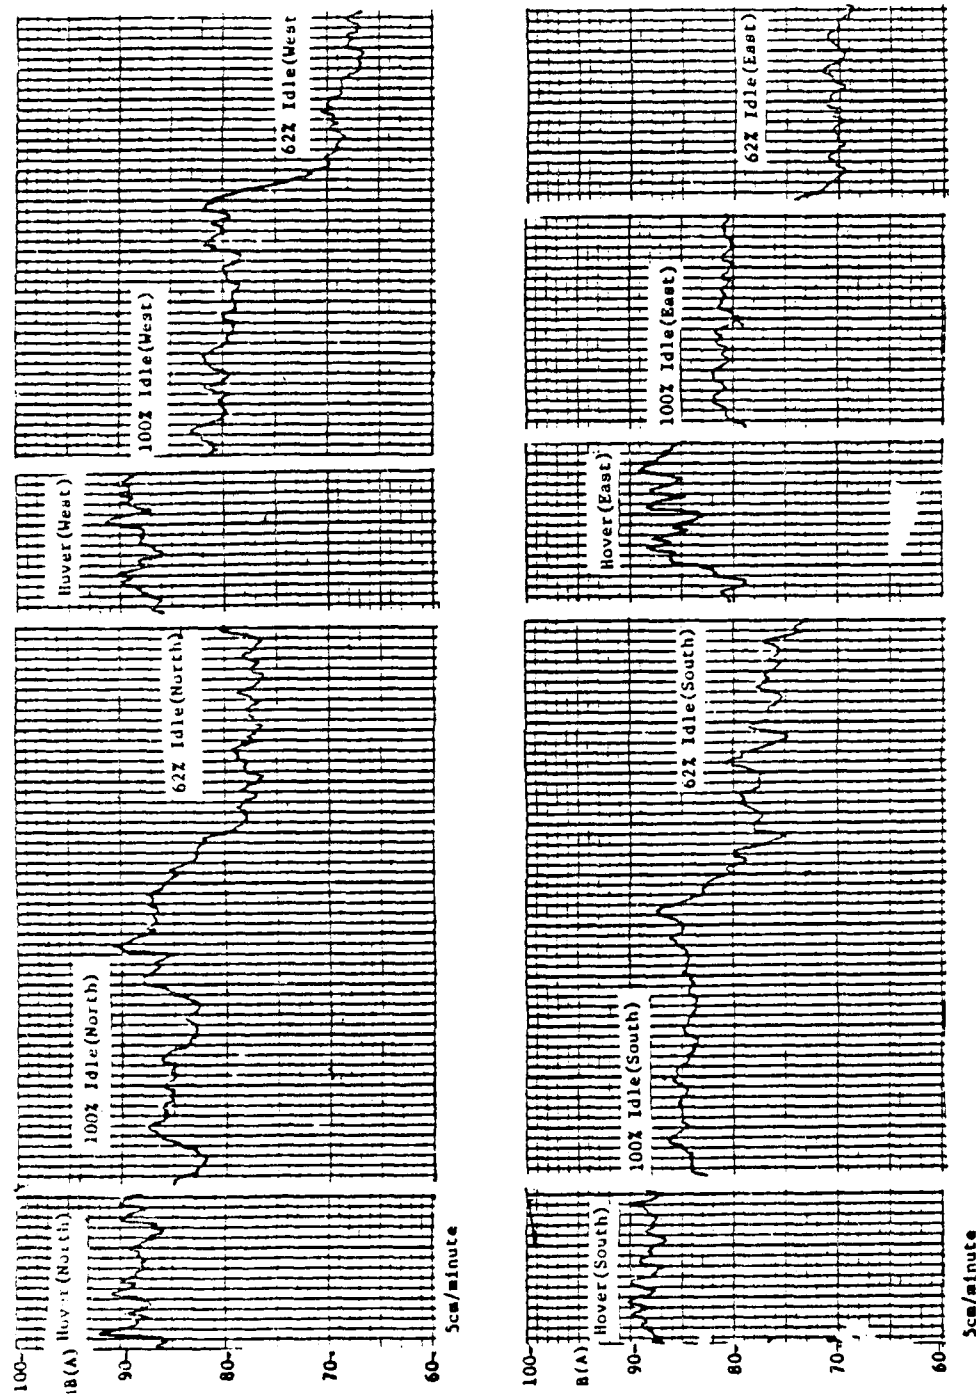 100-
dB(A)
90-
80-
70-
60-
Hover(North)
100% Idle(North)
62% Idle(North)
Hover(West)
100% Idle(West)
62% Idle(West
5cm/minute
100-
B(A)
90-
80-
70
60-
Hover(South)
100% Idle(South)
62% Idle(South)
Hover(East)
100% Idle(East)
62% Idle(East)
5cm/minute